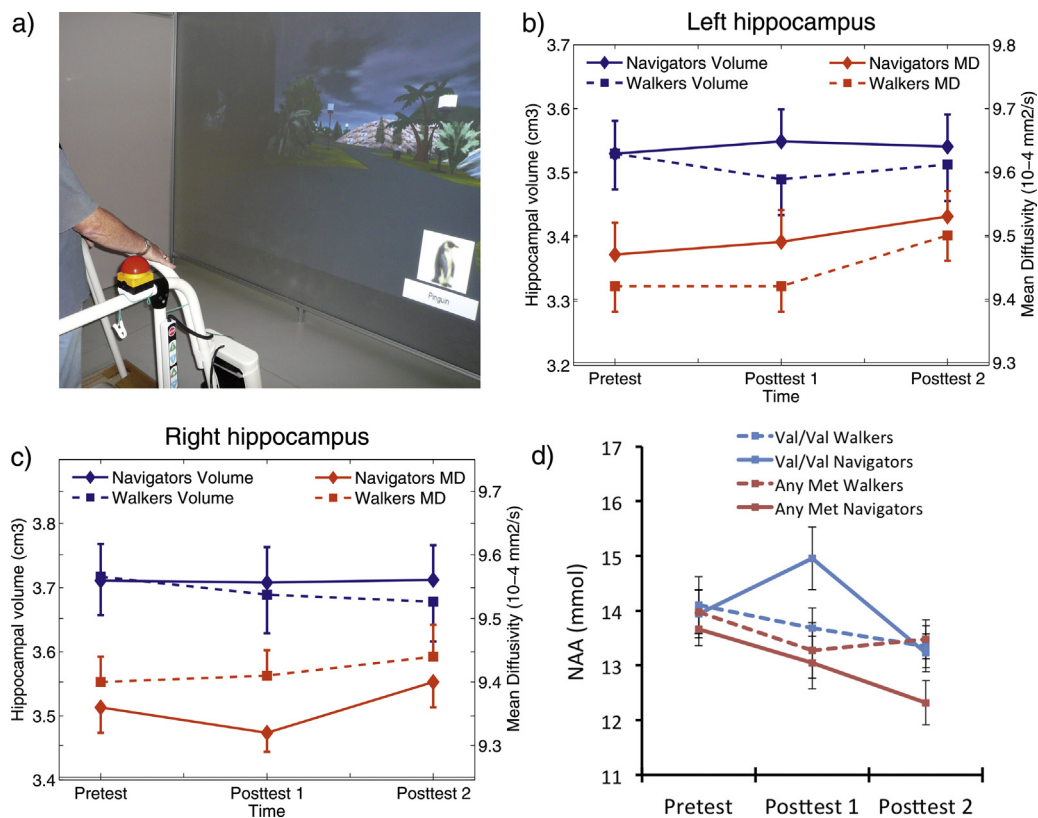 a)
Pinguin
b)
Left hippocampus
Navigators Volume
Walkers Volume
Navigators MD
Walkers MD
Hippocampal volume (cm3)
3.7
3.6
3.5
3.4
3.3
3.2
Mean Diffusivity (10−4 mm2/s)
9.8
9.7
9.6
9.5
9.4
9.3
Pretest Posttest 1 Posttest 2
Time
c)
Right hippocampus
Navigators Volume
Walkers Volume
Navigators MD
Walkers MD
Hippocampal volume (cm3)
3.9
3.8
3.7
3.6
3.5
3.4
Mean Diffusivity (10−4 mm2/s)
9.7
9.6
9.5
9.4
9.3
Pretest Posttest 1 Posttest 2
Time
d)
Val/Val Walkers
Val/Val Navigators
Any Met Walkers
Any Met Navigators
NAA (mmol)
17
16
15
14
13
12
11
Pretest Posttest 1 Posttest 2